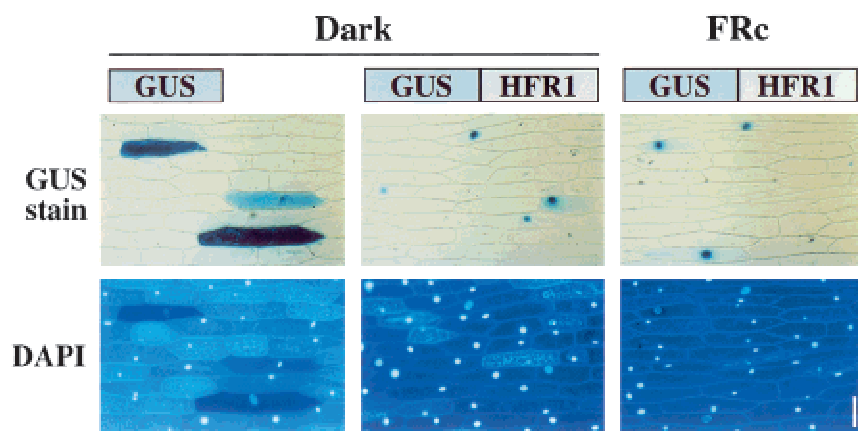 Dark
FRc
GUS
GUS HFR1
GUS HFR1
GUS
stain
DAPI